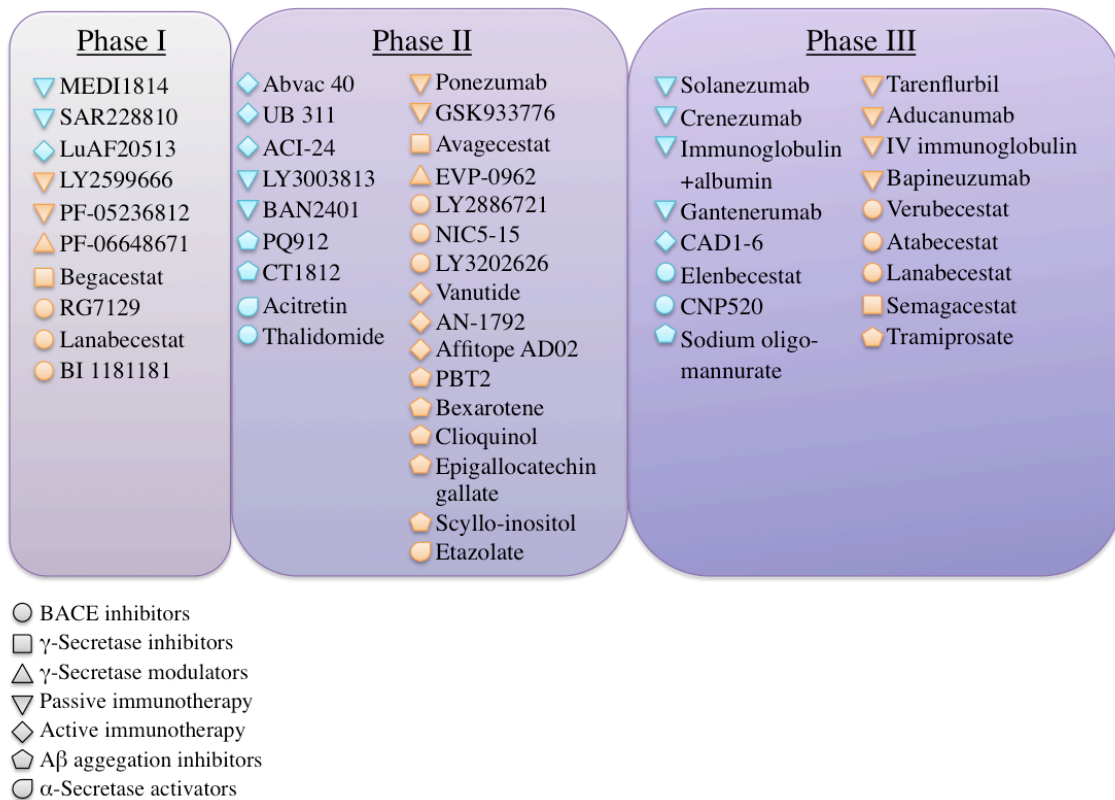 Phase I
MEDI1814
SAR228810
LuAF20513
LY2599666
PF-05236812
PF-06648671
Begacestat
RG7129
Lanabecestat
BI 1181181
Phase II
Abvac 40
UB 311
ACI-24
LY3003813
BAN2401
PQ912
CT1812
Acitretin
Thalidomide
Ponezumab
GSK933776
Avagecestat
EVP-0962
LY2886721
NIC5-15
LY3202626
Vanutide
AN-1792
Affitope AD02
PBT2
Bexarotene
Clioquinol
Epigallocatechin
gallate
Scyllo-inositol
Etazolate
Phase III
Solanezumab
Crenezumab
Immunoglobulin
+albumin
Gantenerumab
CAD1-6
Elenbecestat
CNP520
Sodium oligo-
mannurate
Tarenflurbil
Aducanumab
IV immunoglobulin
Bapineuzumab
Verubecestat
Atabecestat
Lanabecestat
Semagacestat
Tramiprosate
BACE inhibitors
γ-Secretase inhibitors
γ-Secretase modulators
Passive immunotherapy
Active immunotherapy
Aβ aggegation inhibitors
α-Secretase activators